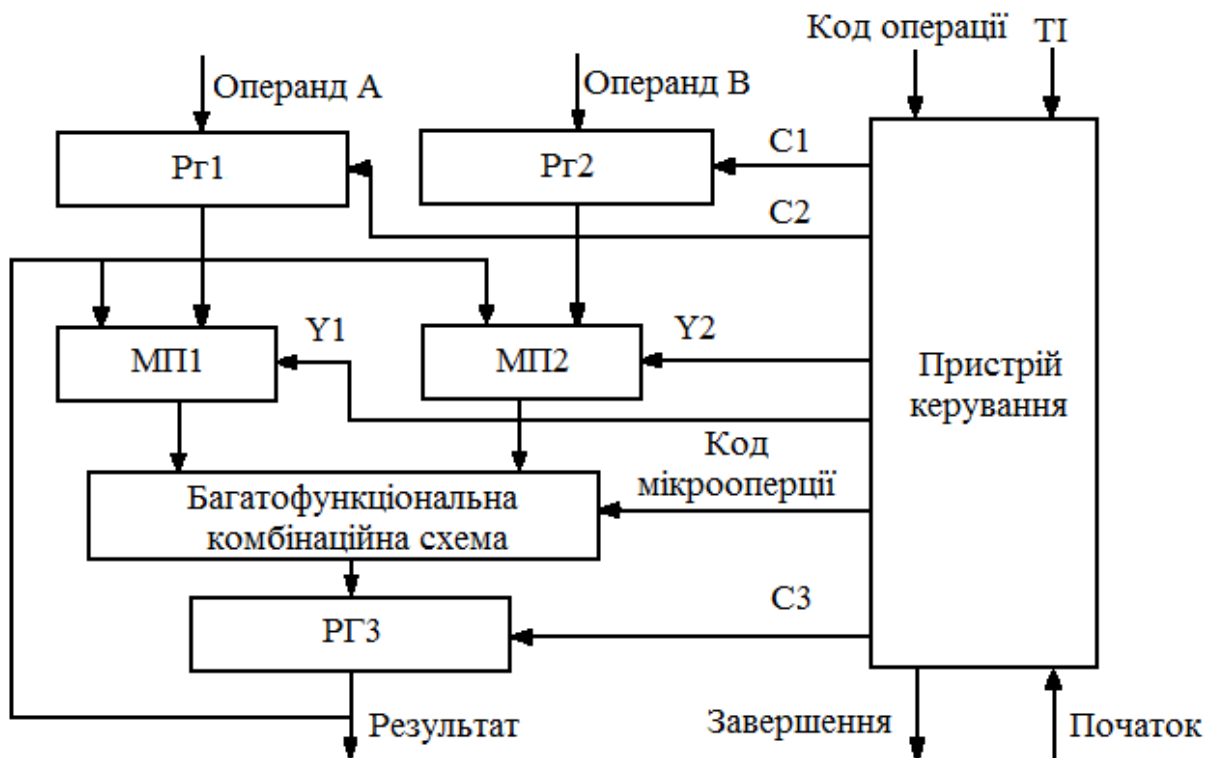 Код операції
ТІ
Операнд А
Операнд В
Рг1
Рг2
С1
С2
МП1
Y1
МП2
Y2
Пристрій
керування
Код
мікрооперції
Багатофункціональна
комбінаційна схема
С3
РГ3
Результат
Завершення
Початок